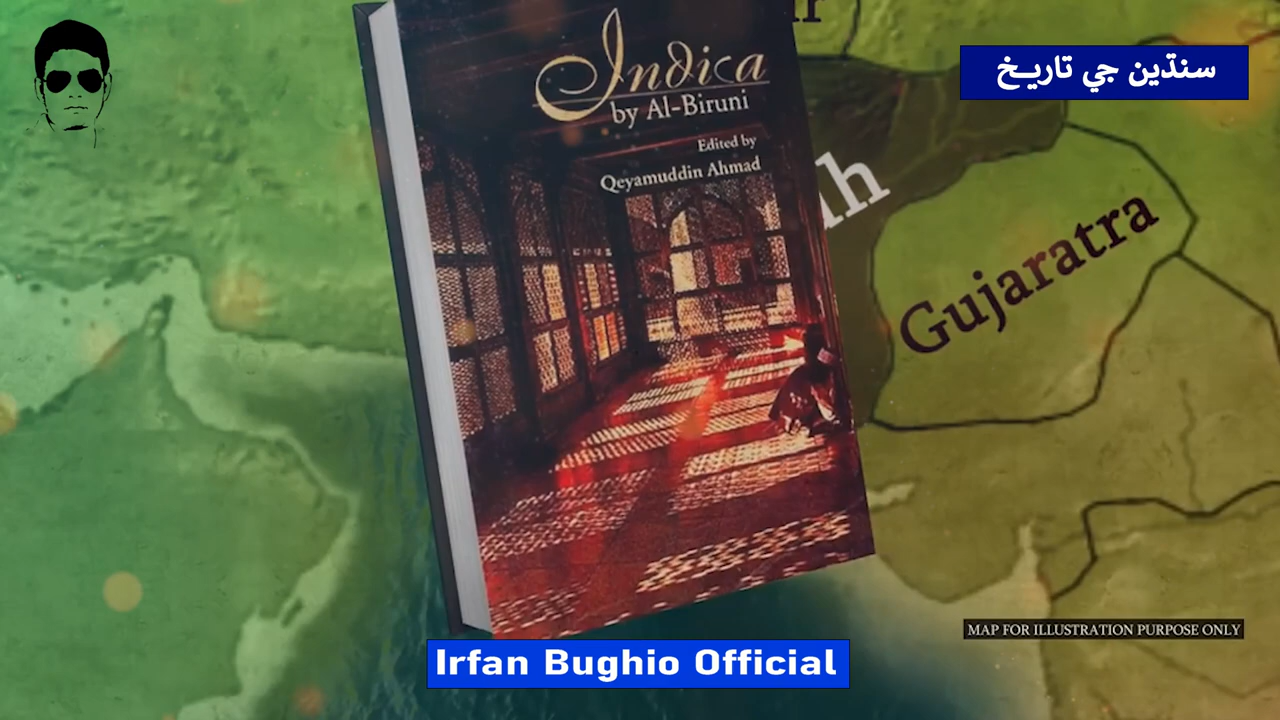 سنڌين جي تاريخ
Indica
by Al-Biruni
Edited by
Qeyamuddin Ahmad
Gujaratra
MAP FOR ILLUSTRATION PURPOSE ONLY
Irfan Bughio Official